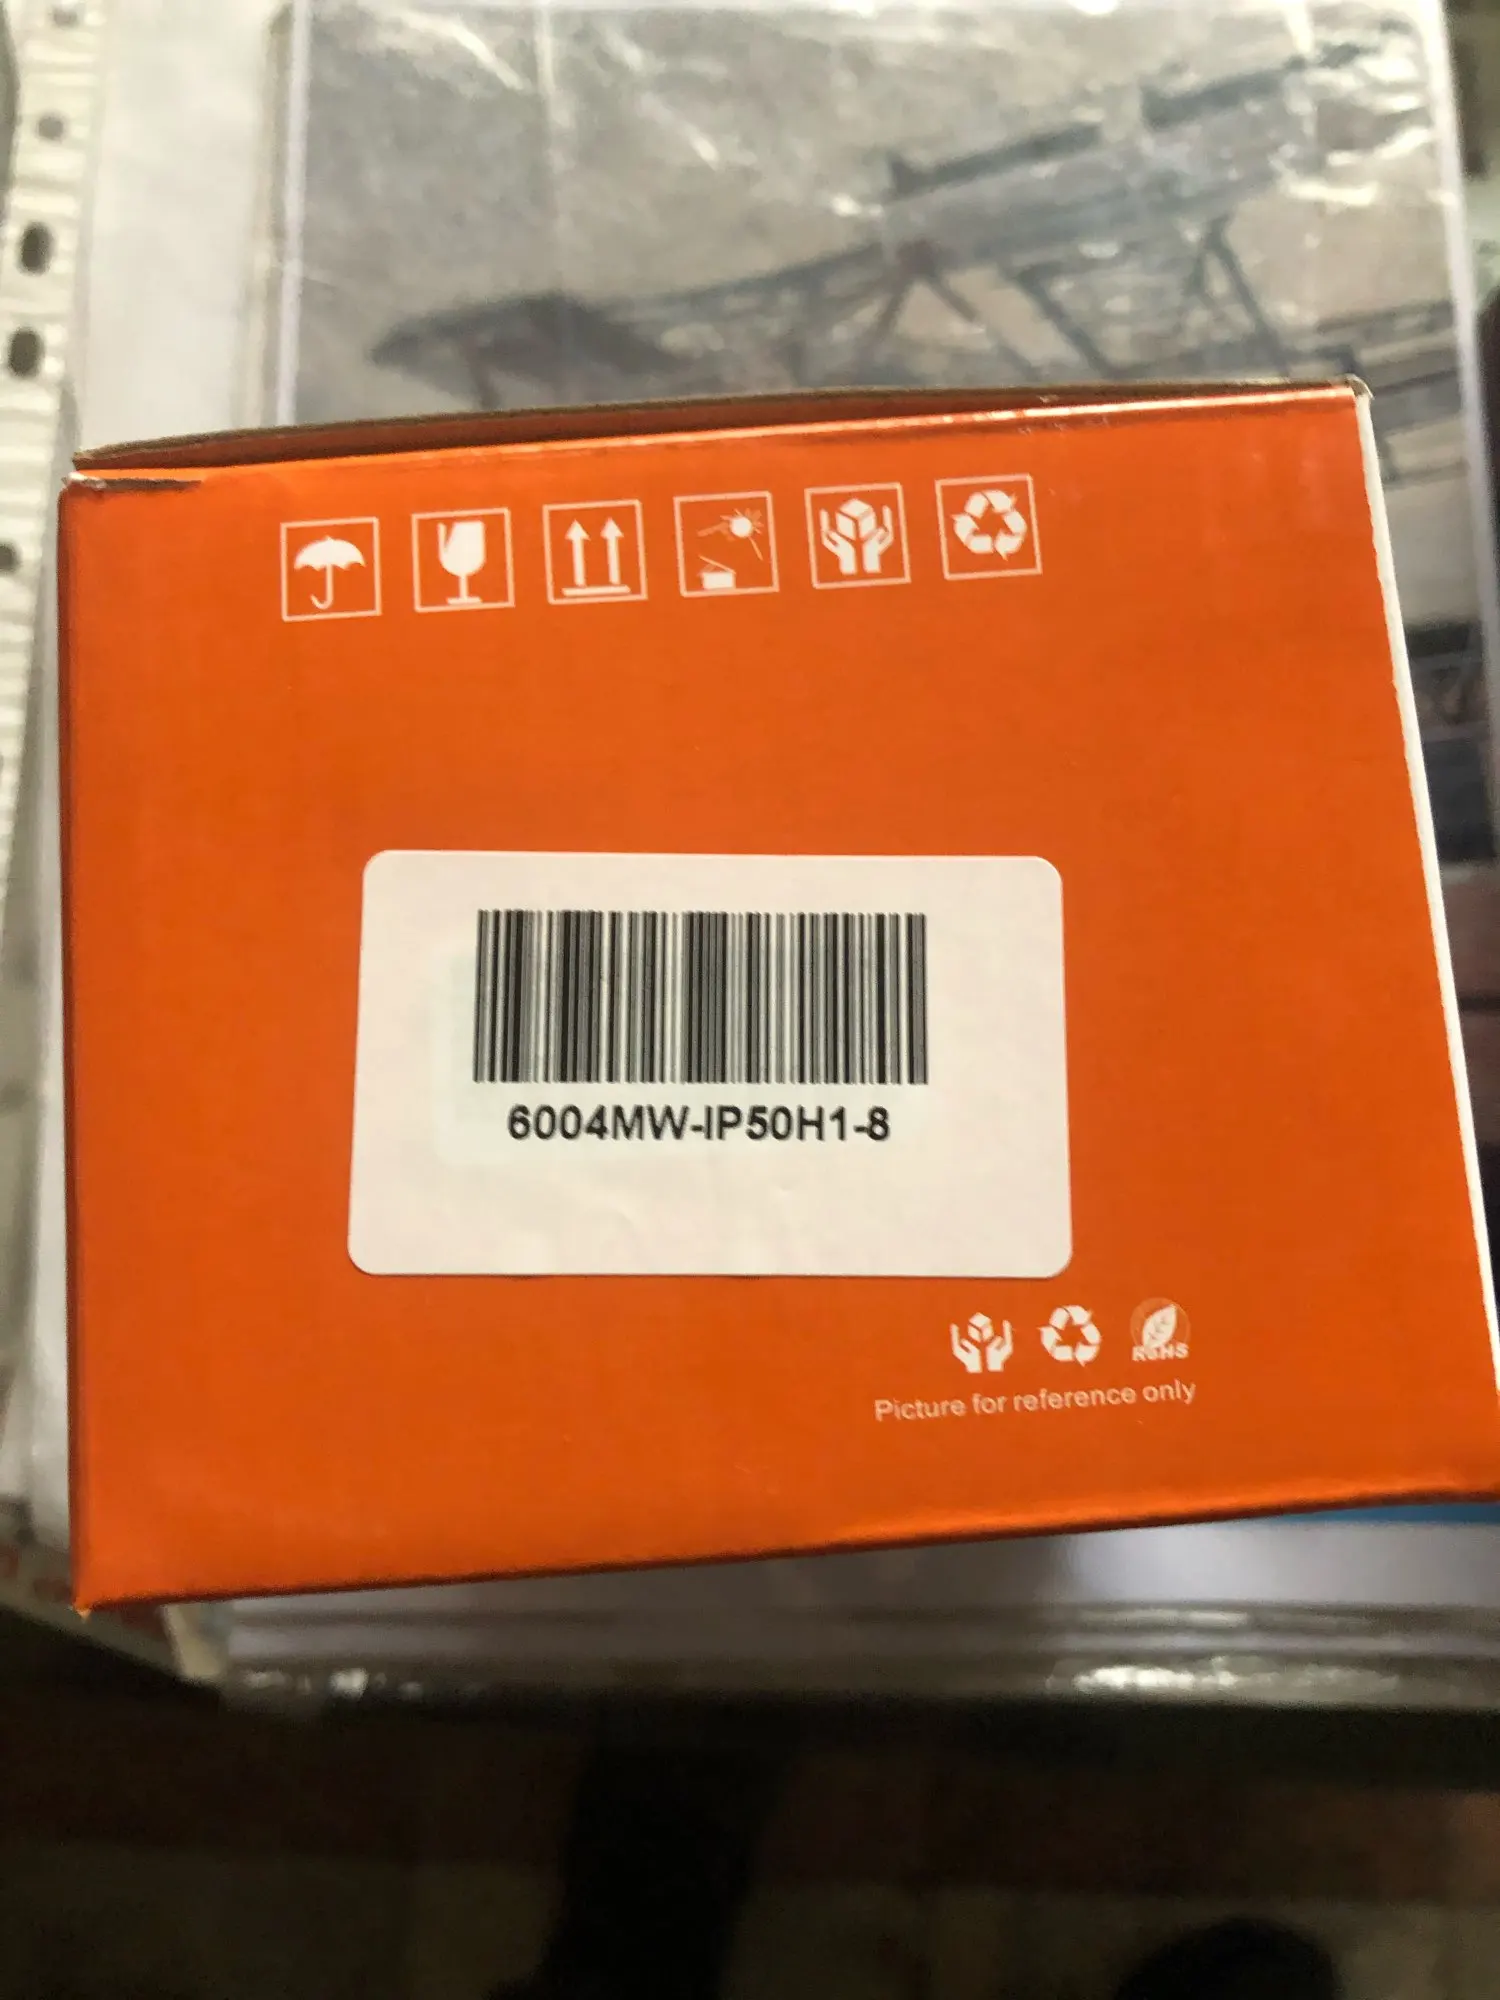 6004MW-IP50H1-8
RoHS
Picture for reference only